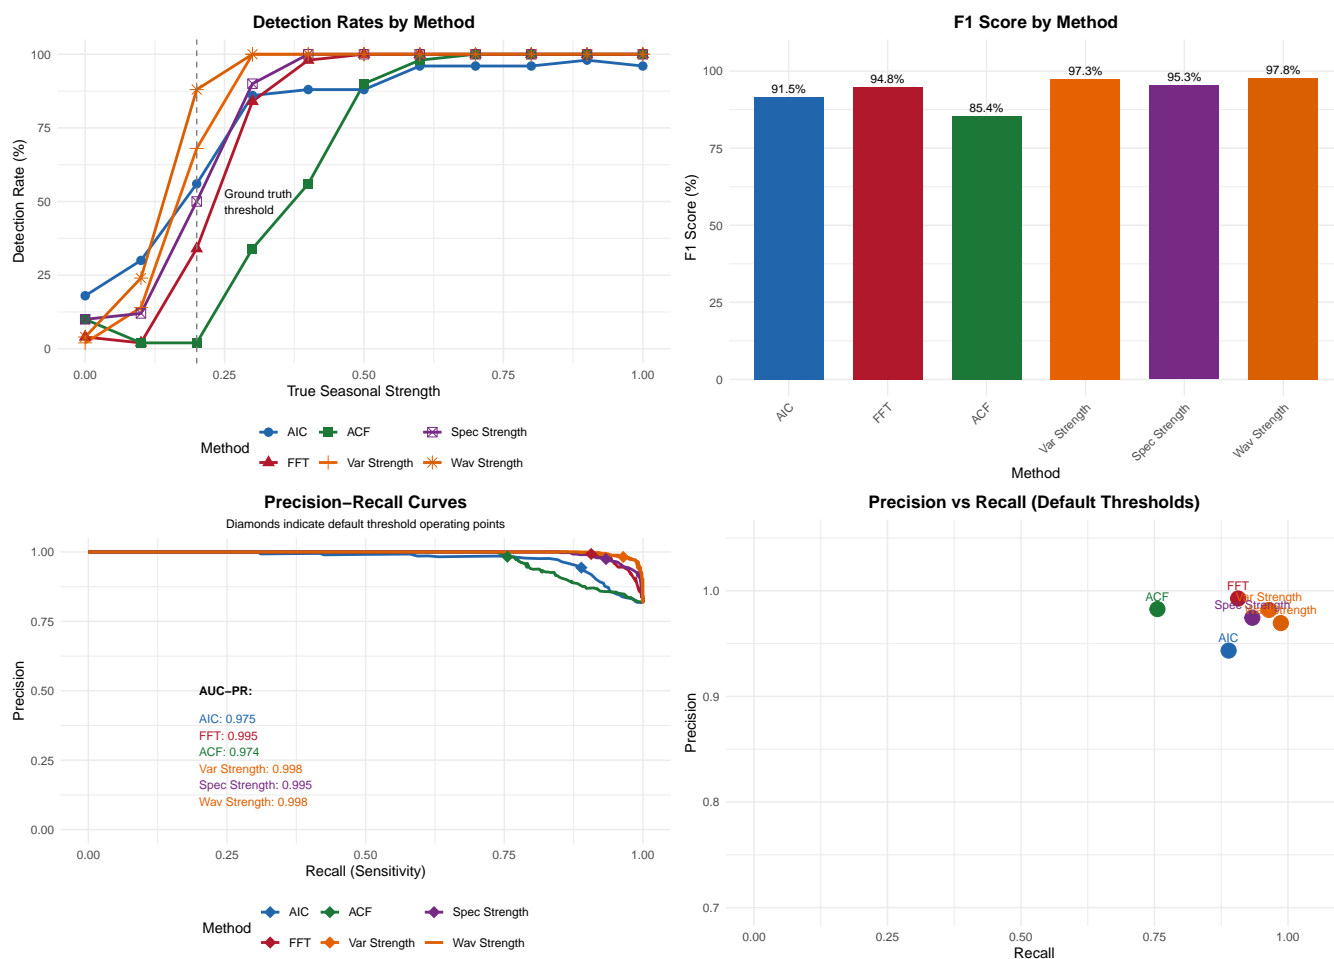 Detection Rates by Method
Detection Rate (%)
100
75
50
25
0
Ground truth
threshold
0.00
0.25
0.50
0.75
1.00
True Seasonal Strength
Method
AIC
ACF
Spec Strength
FFT
Var Strength
Wav Strength
F1 Score by Method
F1 Score (%)
100
75
50
25
0
91.5%
94.8%
85.4%
97.3%
95.3%
97.8%
AIC
FFT
ACF
Var Strength
Spec Strength
Wav Strength
Method
Precision−Recall Curves
Diamonds indicate default threshold operating points
Precision
1.00
0.75
0.50
0.25
0.00
AUC−PR:
AIC: 0.975
FFT: 0.995
ACF: 0.974
Var Strength: 0.998
Spec Strength: 0.995
Wav Strength: 0.998
0.00
0.25
0.50
0.75
1.00
Recall (Sensitivity)
Method
AIC
ACF
Spec Strength
FFT
Var Strength
Wav Strength
Precision vs Recall (Default Thresholds)
Precision
1.0
0.9
0.8
0.7
FFT
ACF
Var Strength
Spec Strength
Strength
AIC
0.00
0.25
0.50
0.75
1.00
Recall